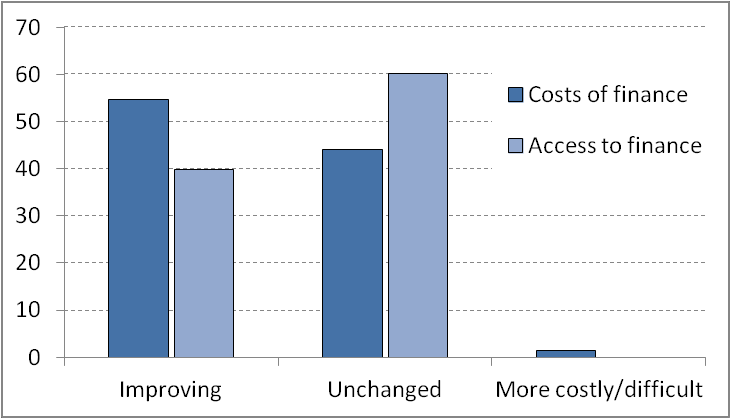 70
60
50
40
30
20
10
0
Costs of finance
Access to finance
Improving
Unchanged
More costly/difficult